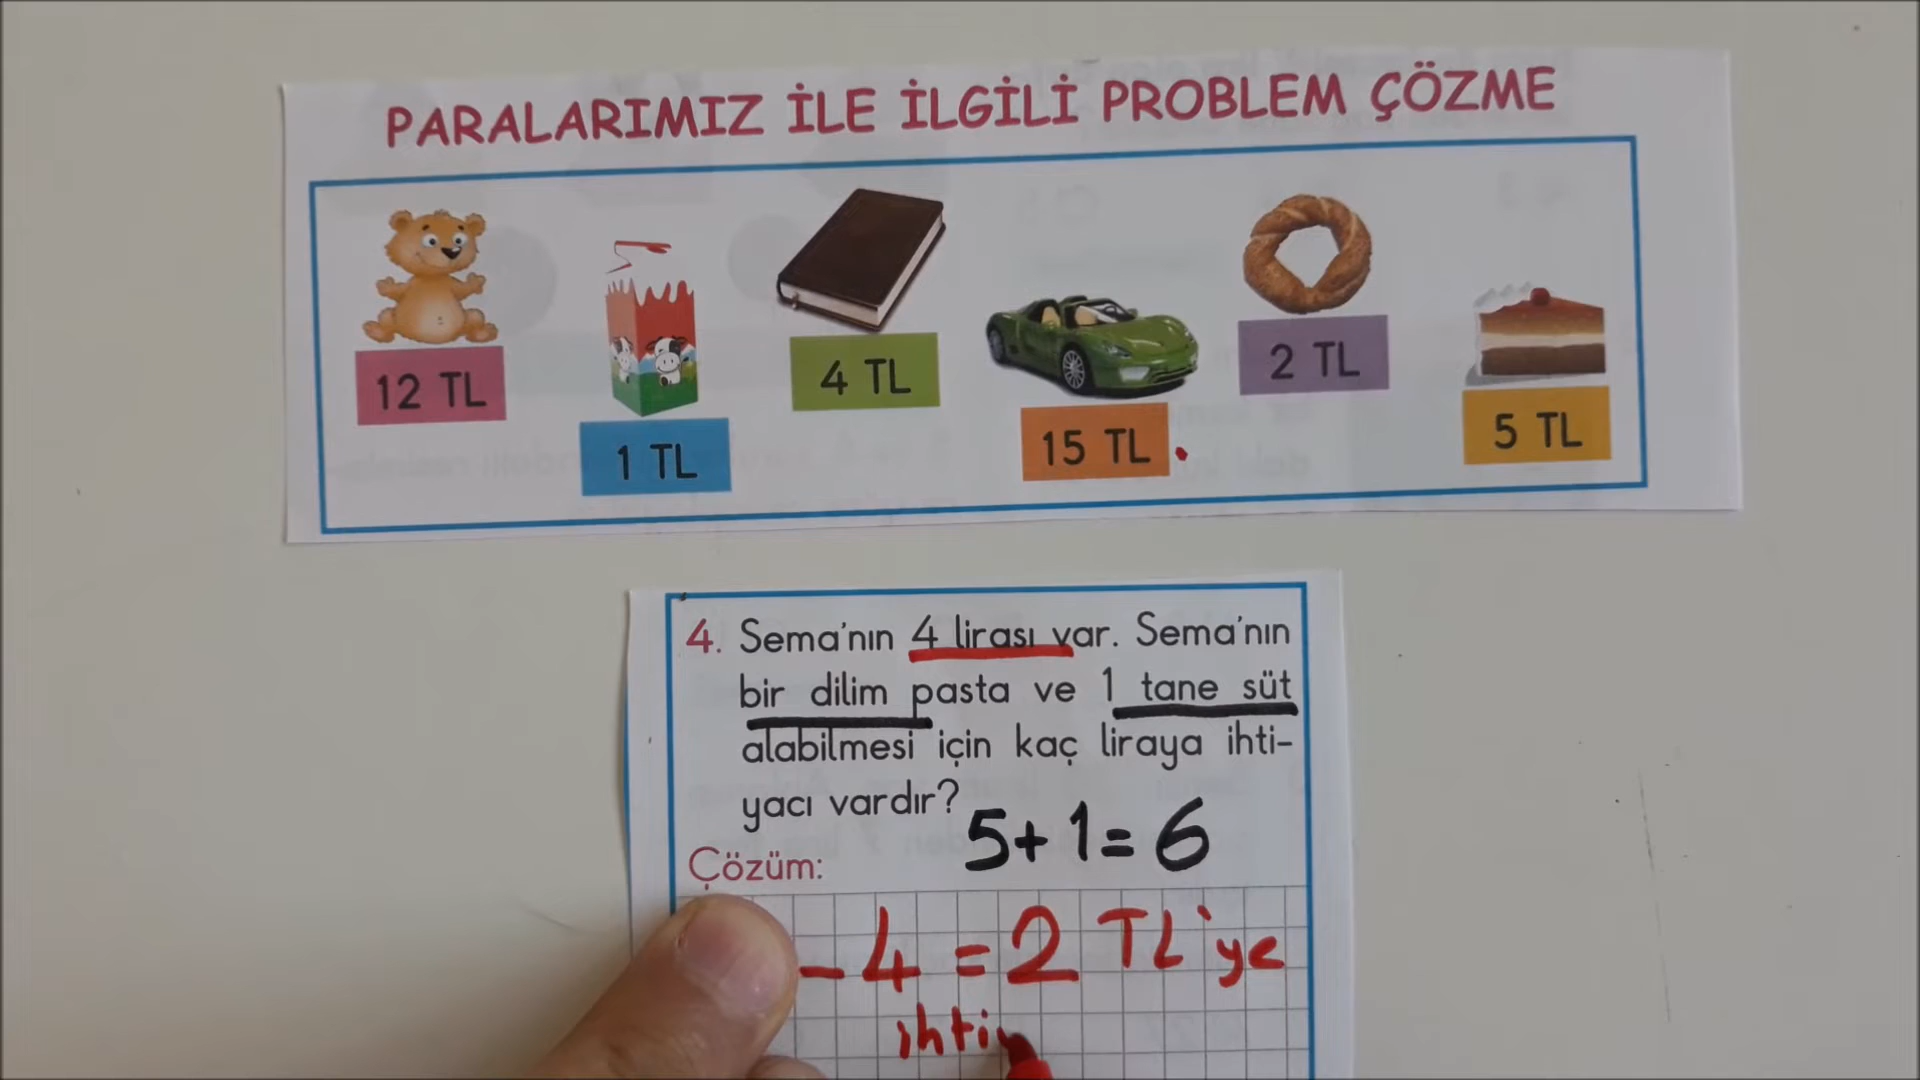 PARALARIMIZ İLE İLGİLİ PROBLEM ÇÖZME
12 TL
1 TL
4 TL
15 TL
2 TL
5 TL
4. Sema'nın 4 lirası var. Sema'nın
bir dilim pasta ve 1 tane süt
alabilmesi için kaç liraya ihti-
yacı vardır?
5+1=6
Çözüm:
- 4 = 2 TL'ye
ihtiy